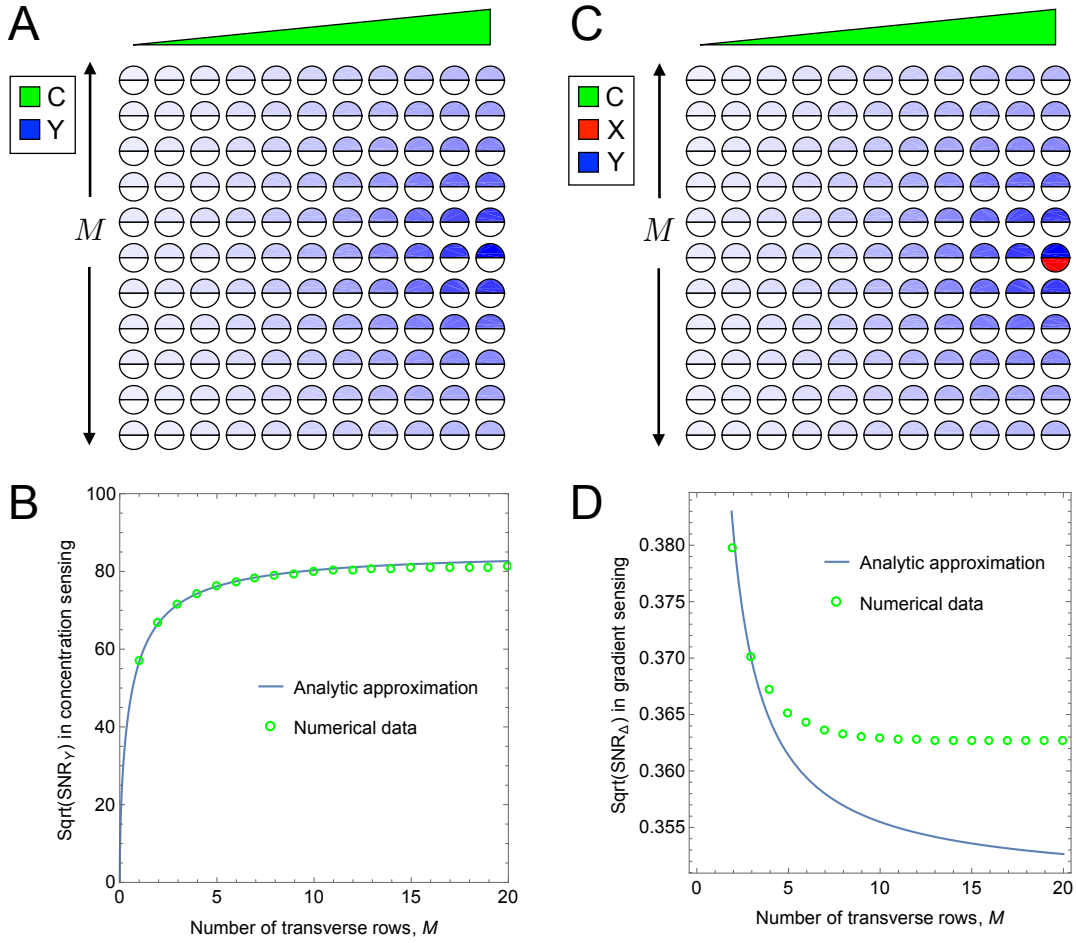 A
C
Y
M
C
C
X
Y
M
B
100
80
60
40
20
0
0
5
10
15
20
Sqrt(SNR_Y) in concentration sensing
Analytic approximation
Numerical data
Number of transverse rows, M
D
0.380
0.375
0.370
0.365
0.360
0.355
0
5
10
15
20
Sqrt(SNR_Δ) in gradient sensing
Analytic approximation
Numerical data
Number of transverse rows, M